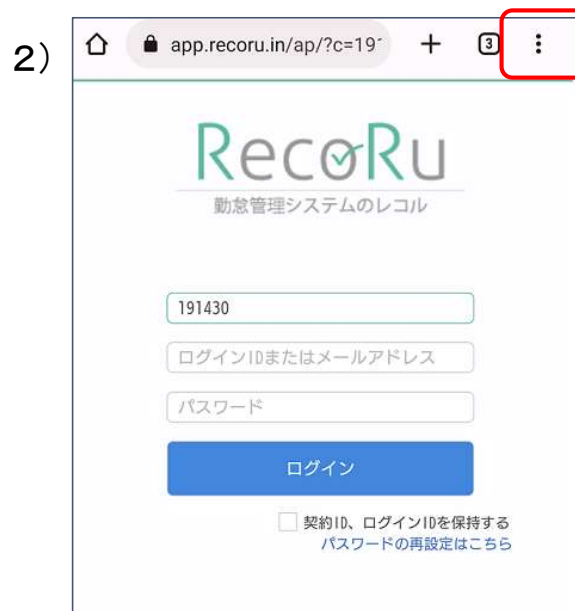 2）
app.recoru.in/ap/?c=191
3
RecoRu
勤怠管理システムのレコル
191430
ログインIDまたはメールアドレス
パスワード
ログイン
契約ID、ログインIDを保持する
パスワードの再設定はこちら